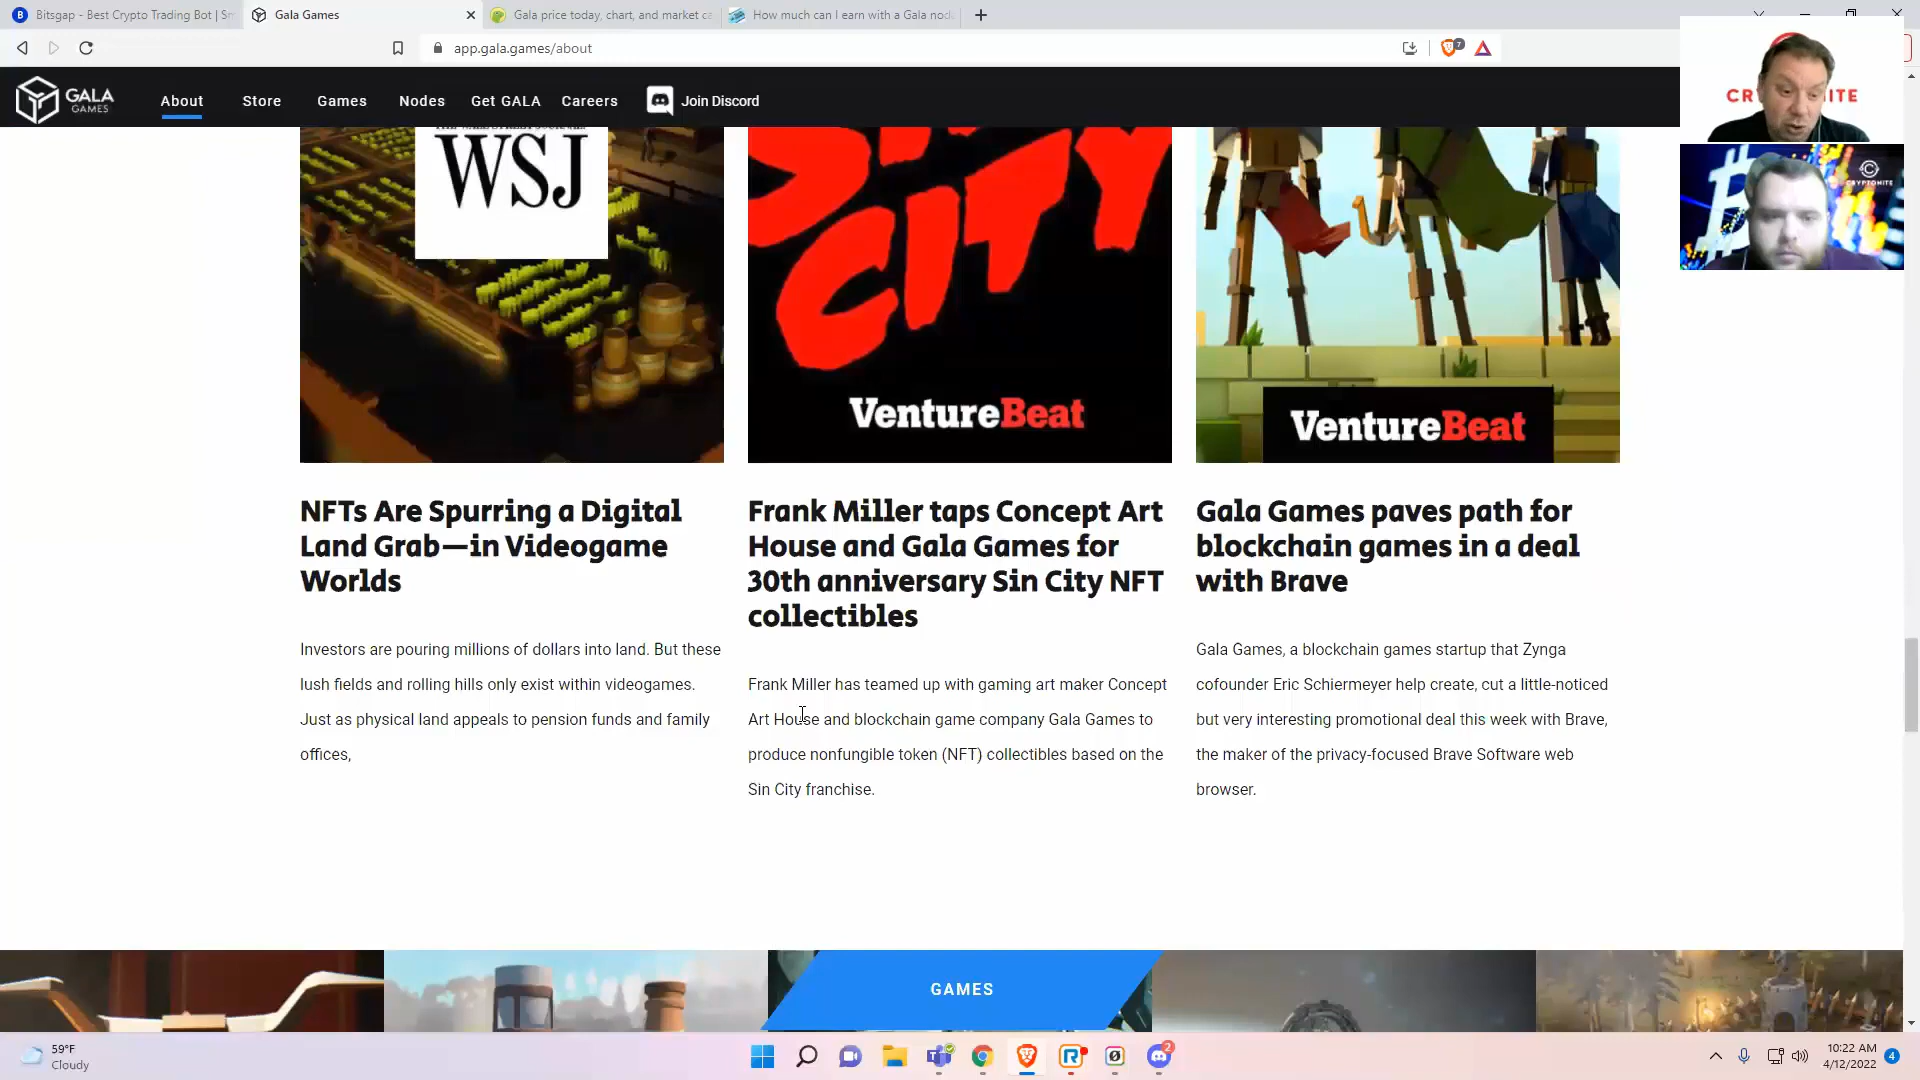 Bitsgap - Best Crypto Trading Bot | Sm
Gala Games
Gala price today, chart, and market ca
How much can I earn with a Gala node
app.gala.games/about
7
GALA
GAMES
About
Store
Games
Nodes
Get GALA
Careers
Join Discord
CRYPTONITE
WSJ
SIN
CITY
VentureBeat
VentureBeat
NFTs Are Spurring a Digital
Land Grab—in Videogame
Worlds
Investors are pouring millions of dollars into land. But these
lush fields and rolling hills only exist within videogames.
Just as physical land appeals to pension funds and family
offices,
Frank Miller taps Concept Art
House and Gala Games for
30th anniversary Sin City NFT
collectibles
Frank Miller has teamed up with gaming art maker Concept
Art House and blockchain game company Gala Games to
produce nonfungible token (NFT) collectibles based on the
Sin City franchise.
Gala Games paves path for
blockchain games in a deal
with Brave
Gala Games, a blockchain games startup that Zynga
cofounder Eric Schiermeyer help create, cut a little-noticed
but very interesting promotional deal this week with Brave,
the maker of the privacy-focused Brave Software web
browser.
GAMES
59°F
Cloudy
2
10:22 AM
4/12/2022
4